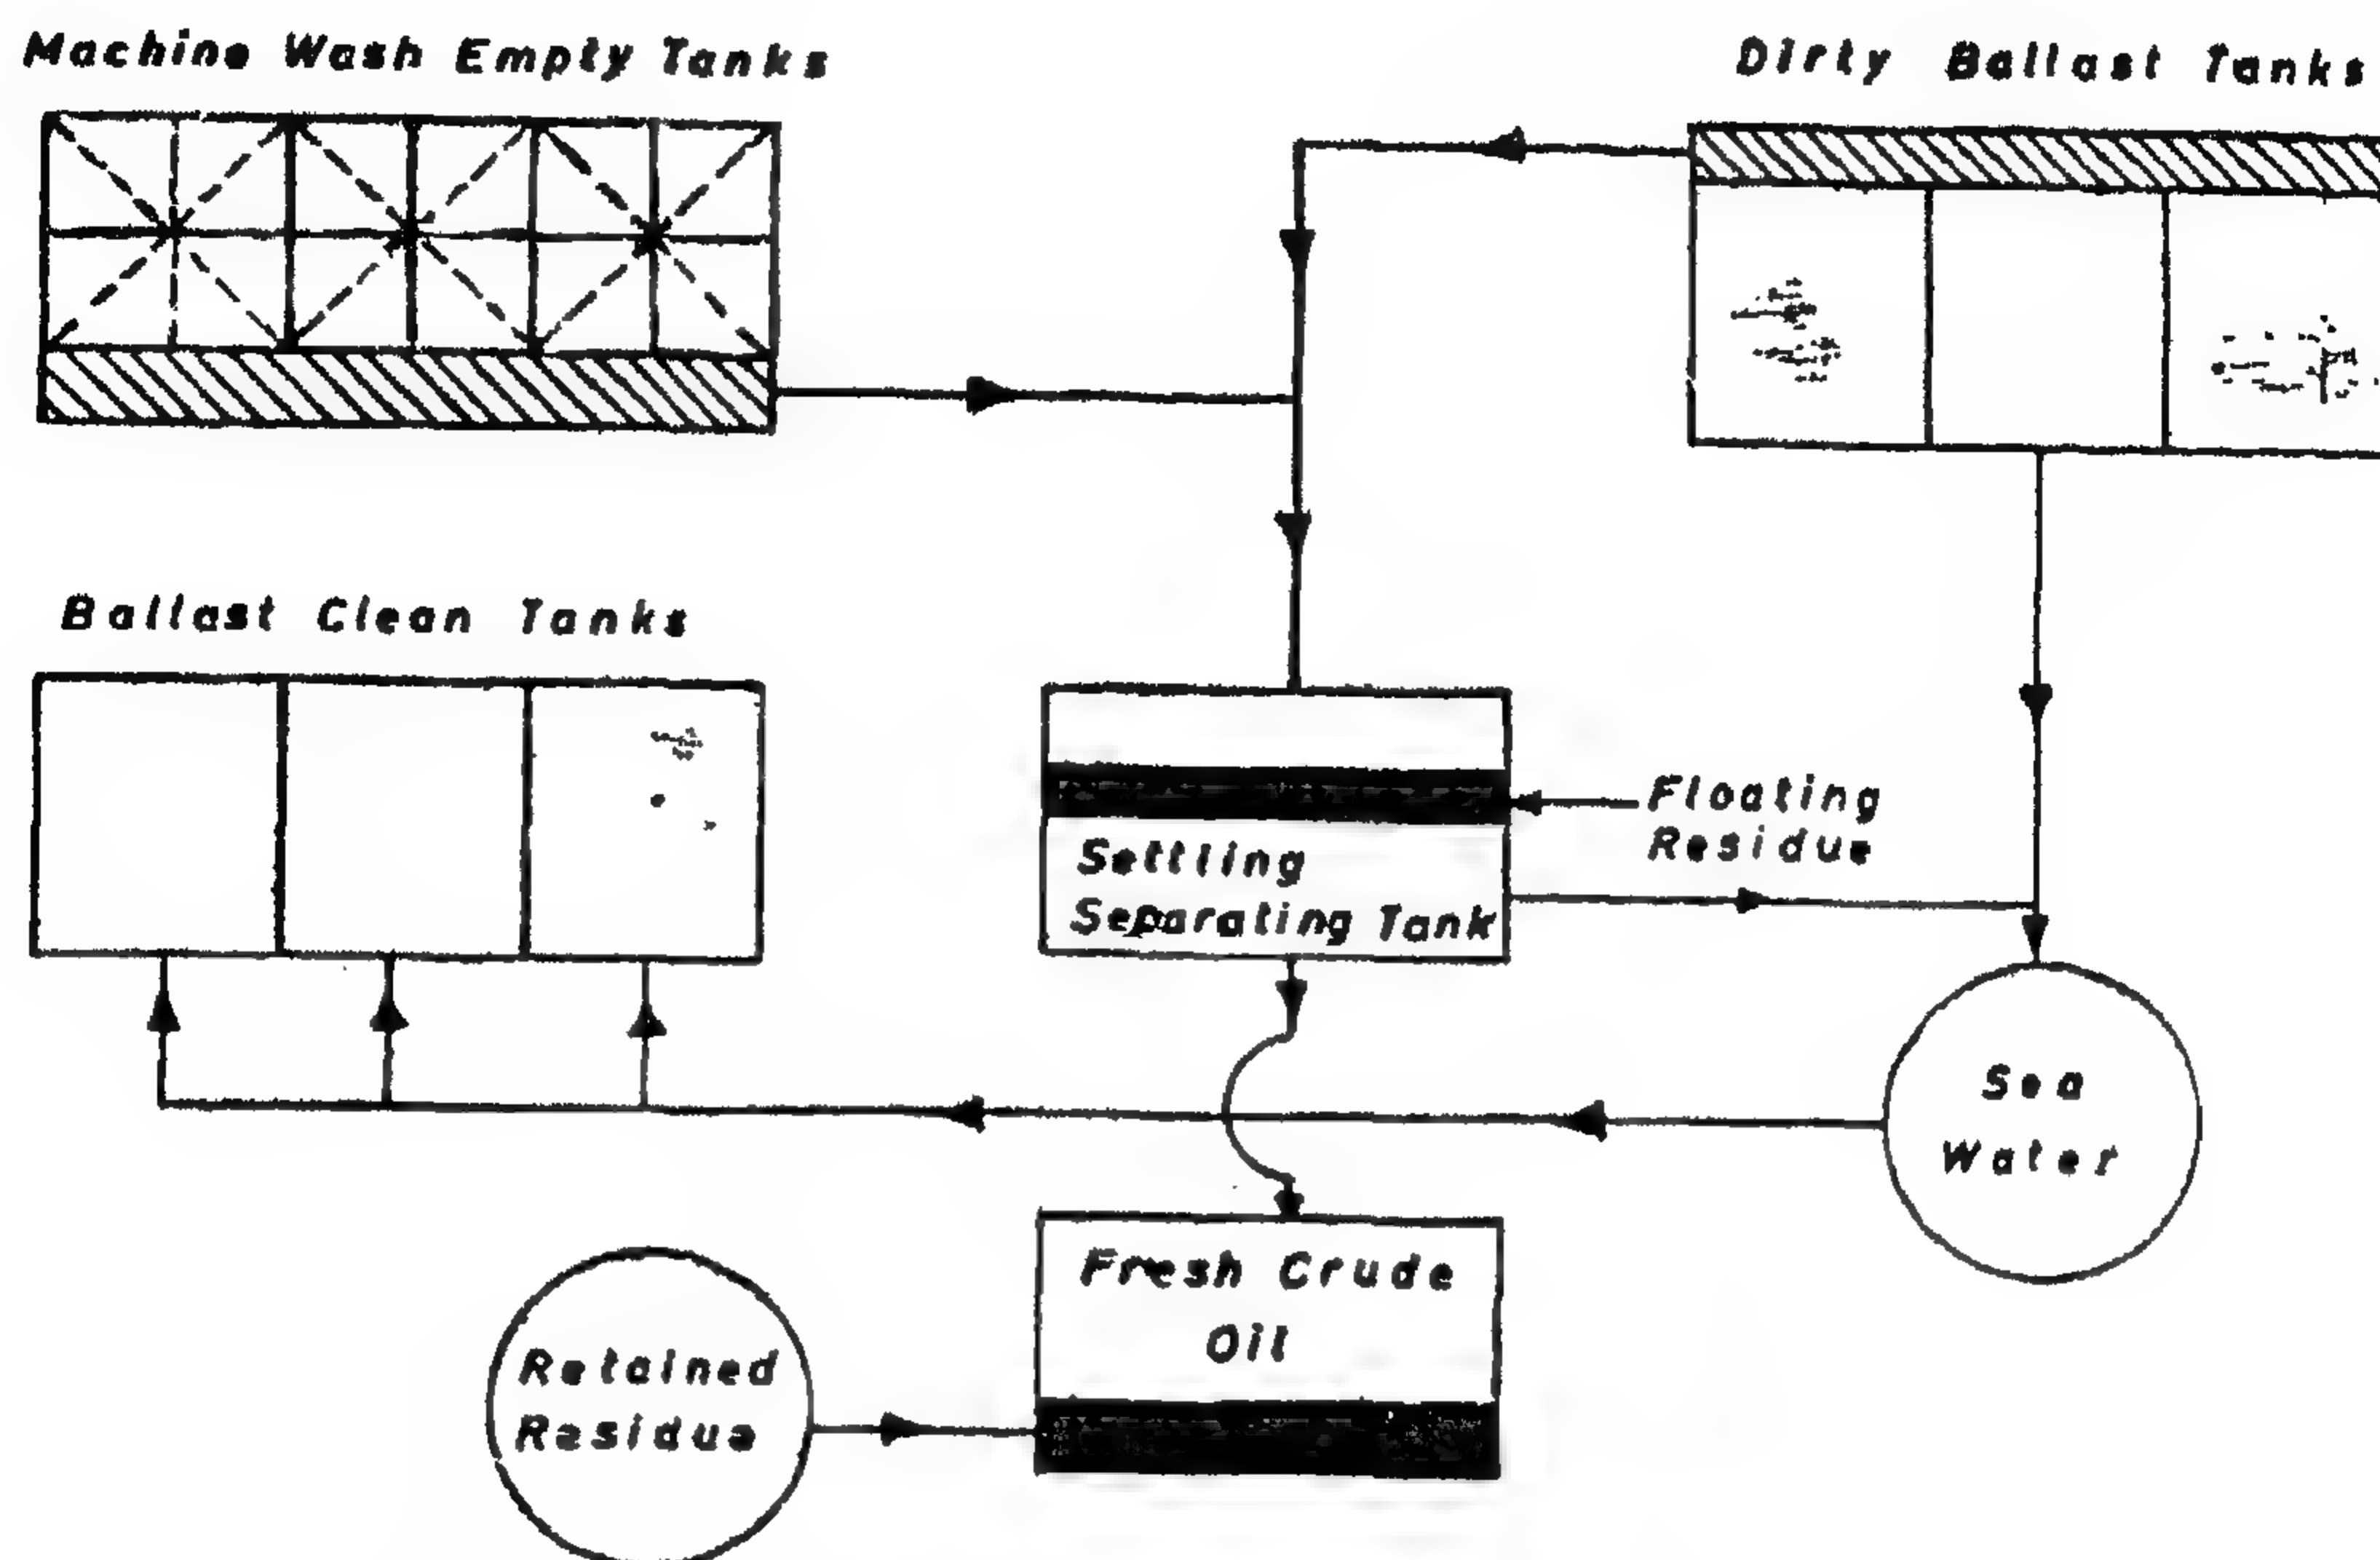 Machine Wash Empty Tanks
Dirty Ballast Tanks
Ballast Clean Tanks
Floating
Residue
Settling
Separating Tank
Sea
Water
Fresh Crude
Oil
Retained
Residue